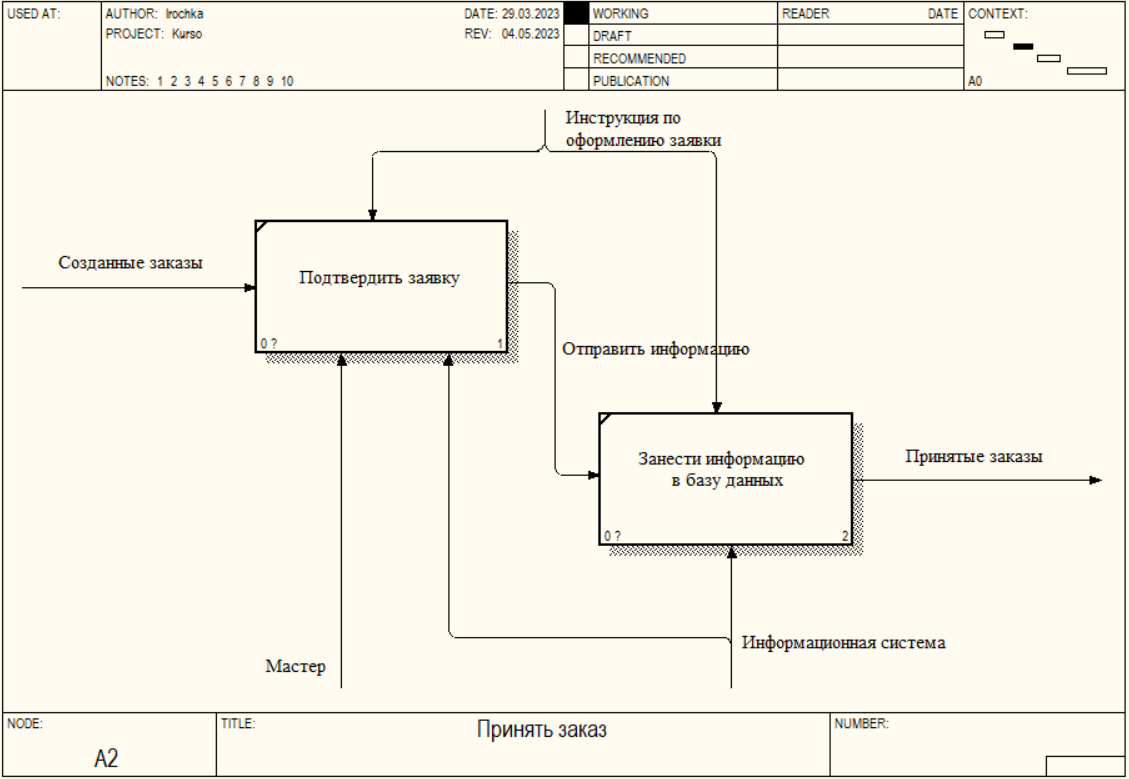 USED AT:
AUTHOR: Irochka
DATE: 29.03.2023
WORKING
READER
DATE
CONTEXT:
PROJECT: Kurso
REV: 04.05.2023
DRAFT
RECOMMENDED
NOTES: 1 2 3 4 5 6 7 8 9 10
PUBLICATION
A0
Инструкция по
оформлению заявки
Созданные заказы
Подтвердить заявку
0 ?
1
Отправить информацию
Занести информацию
в базу данных
Принятые заказы
0 ?
2
Информационная система
Мастер
NODE:
TITLE:
Принять заказ
NUMBER:
A2